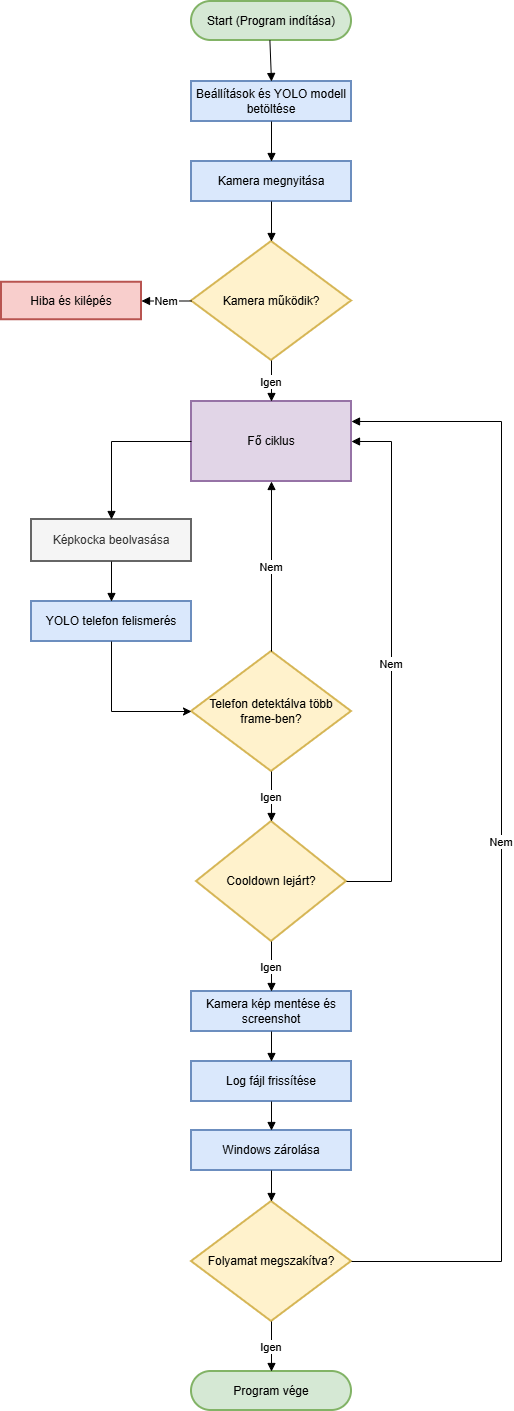 Start (Program indítása)
Beállítások és YOLO modell
betöltése
Kamera megnyitása
Kamera működik?
Nem
Hiba és kilépés
Igen
Fő ciklus
Képkocka beolvasása
Nem
YOLO telefon felismerés
Nem
Telefon detektálva több
frame-ben?
Igen
Nem
Cooldown lejárt?
Igen
Kamera kép mentése és
screenshot
Log fájl frissítése
Windows zárolása
Folyamat megszakítva?
Igen
Program vége